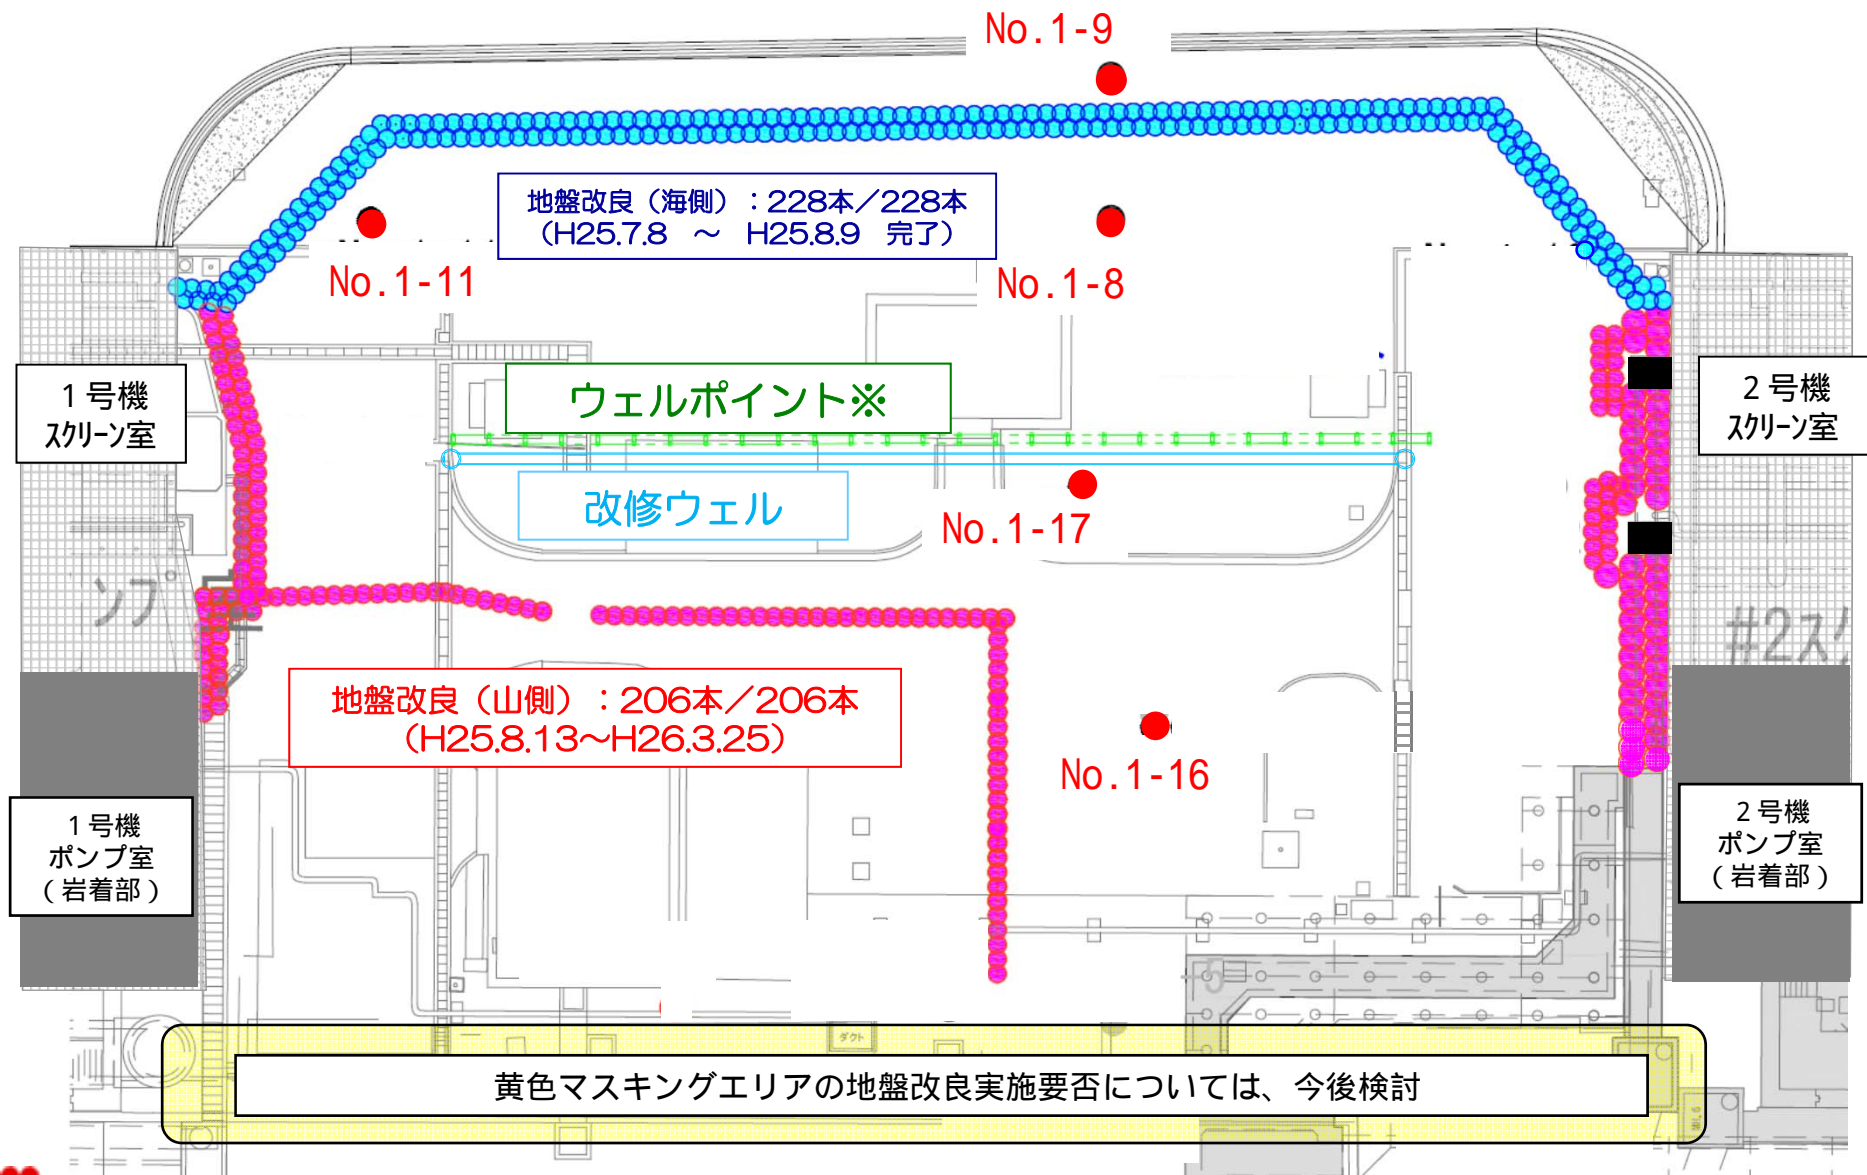 No.1-9
地盤改良（海側）：228本／228本
（H25.7.8　～　H25.8.9　完了）
No.1-11
No.1-8
1号機
スクリーン室
ウェルポイント※
2号機
スクリーン室
改修ウェル
No.1-17
ンプ
#2ス
地盤改良（山側）：206本／206本
（H25.8.13～H26.3.25）
No.1-16
1号機
ポンプ室
（岩着部）
2号機
ポンプ室
（岩着部）
ダクト
黄色マスキングエリアの地盤改良実施要否については、今後検討